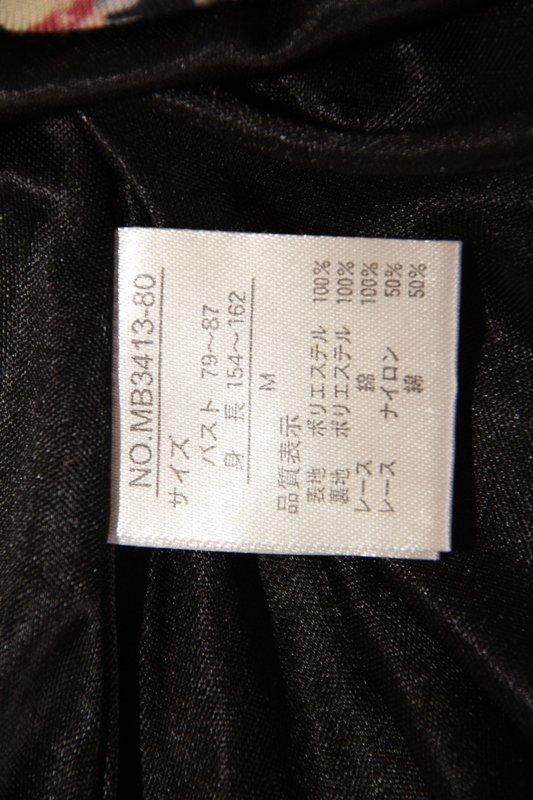 NO.MB3413-80
サイズ
バスト 79〜87
身長 154〜162
M
品質表示
表地 ポリエステル 100%
裏地 ポリエステル 100%
レース 綿 100%
レース ナイロン 50%
綿 50%